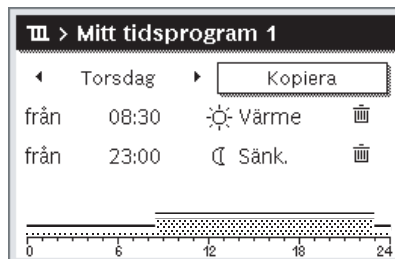 > Mitt tidsprogram 1
Torsdag Kopiera
från 08:30 Värme
från 23:00 Sänk.
0 6 12 18 24